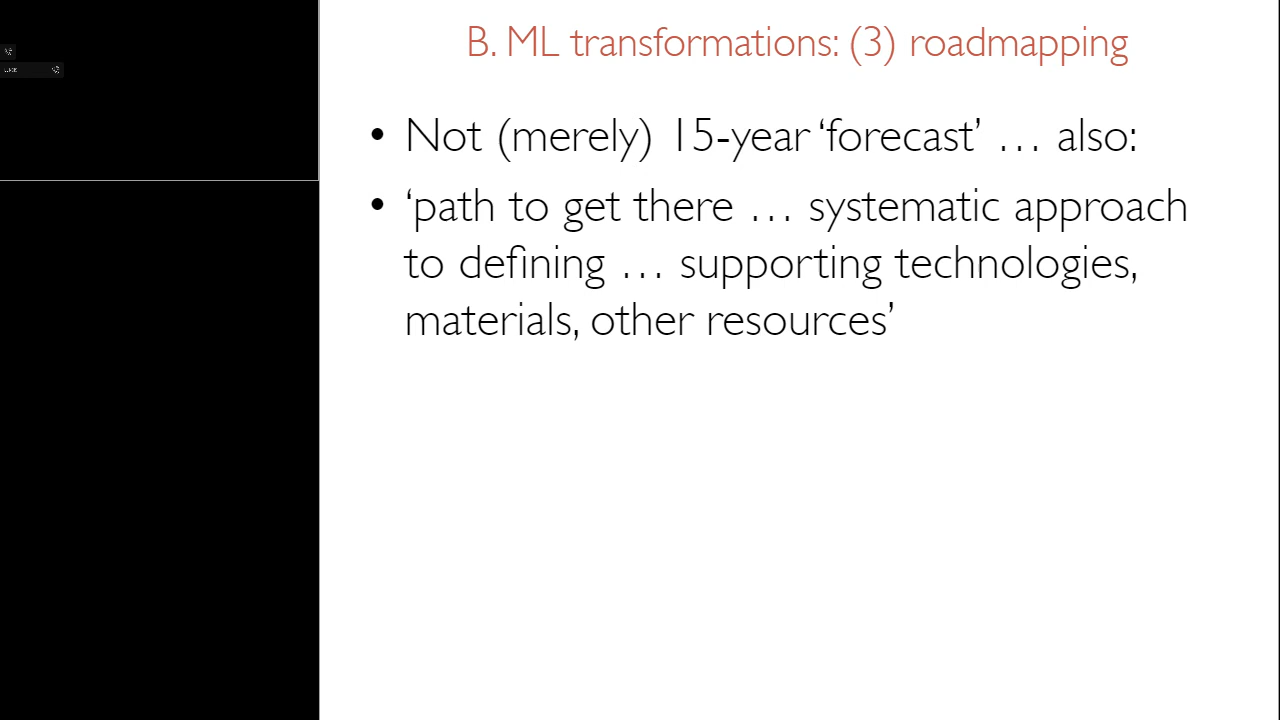 B. ML transformations: (3) roadmapping
• Not (merely) 15-year ‘forecast’ … also:
• ‘path to get there … systematic approach
to defining … supporting technologies,
materials, other resources’